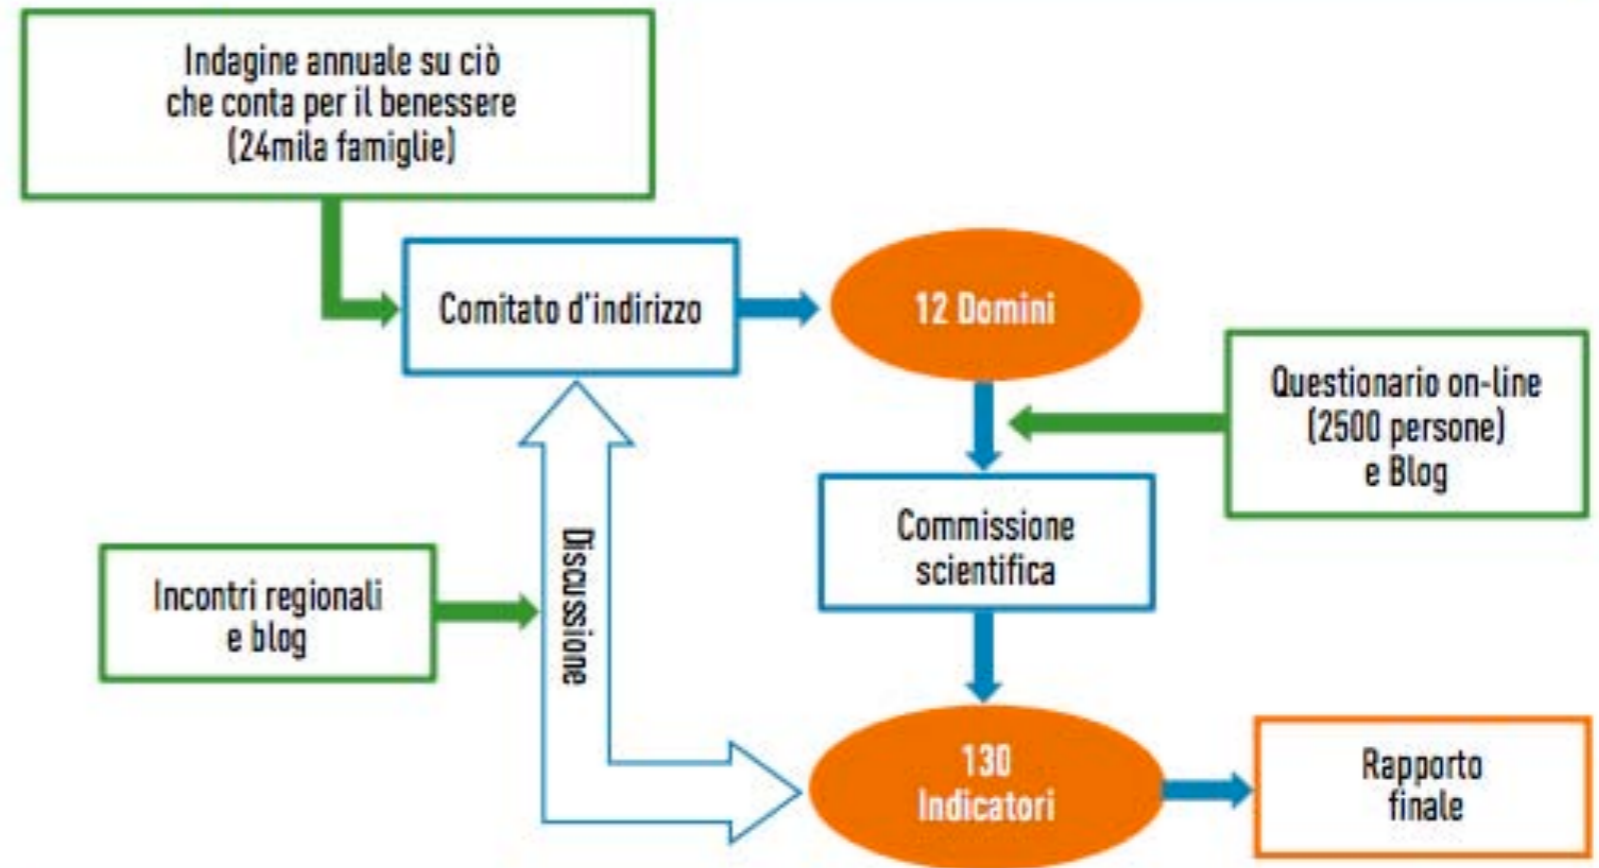 Indagine annuale su ciò
che conta per il benessere
(24mila famiglie)
Comitato d'indirizzo
12 Domini
Questionario on-line
(2500 persone)
e Blog
Commissione
scientifica
Incontri regionali
e blog
Discussione
130
Indicatori
Rapporto
finale